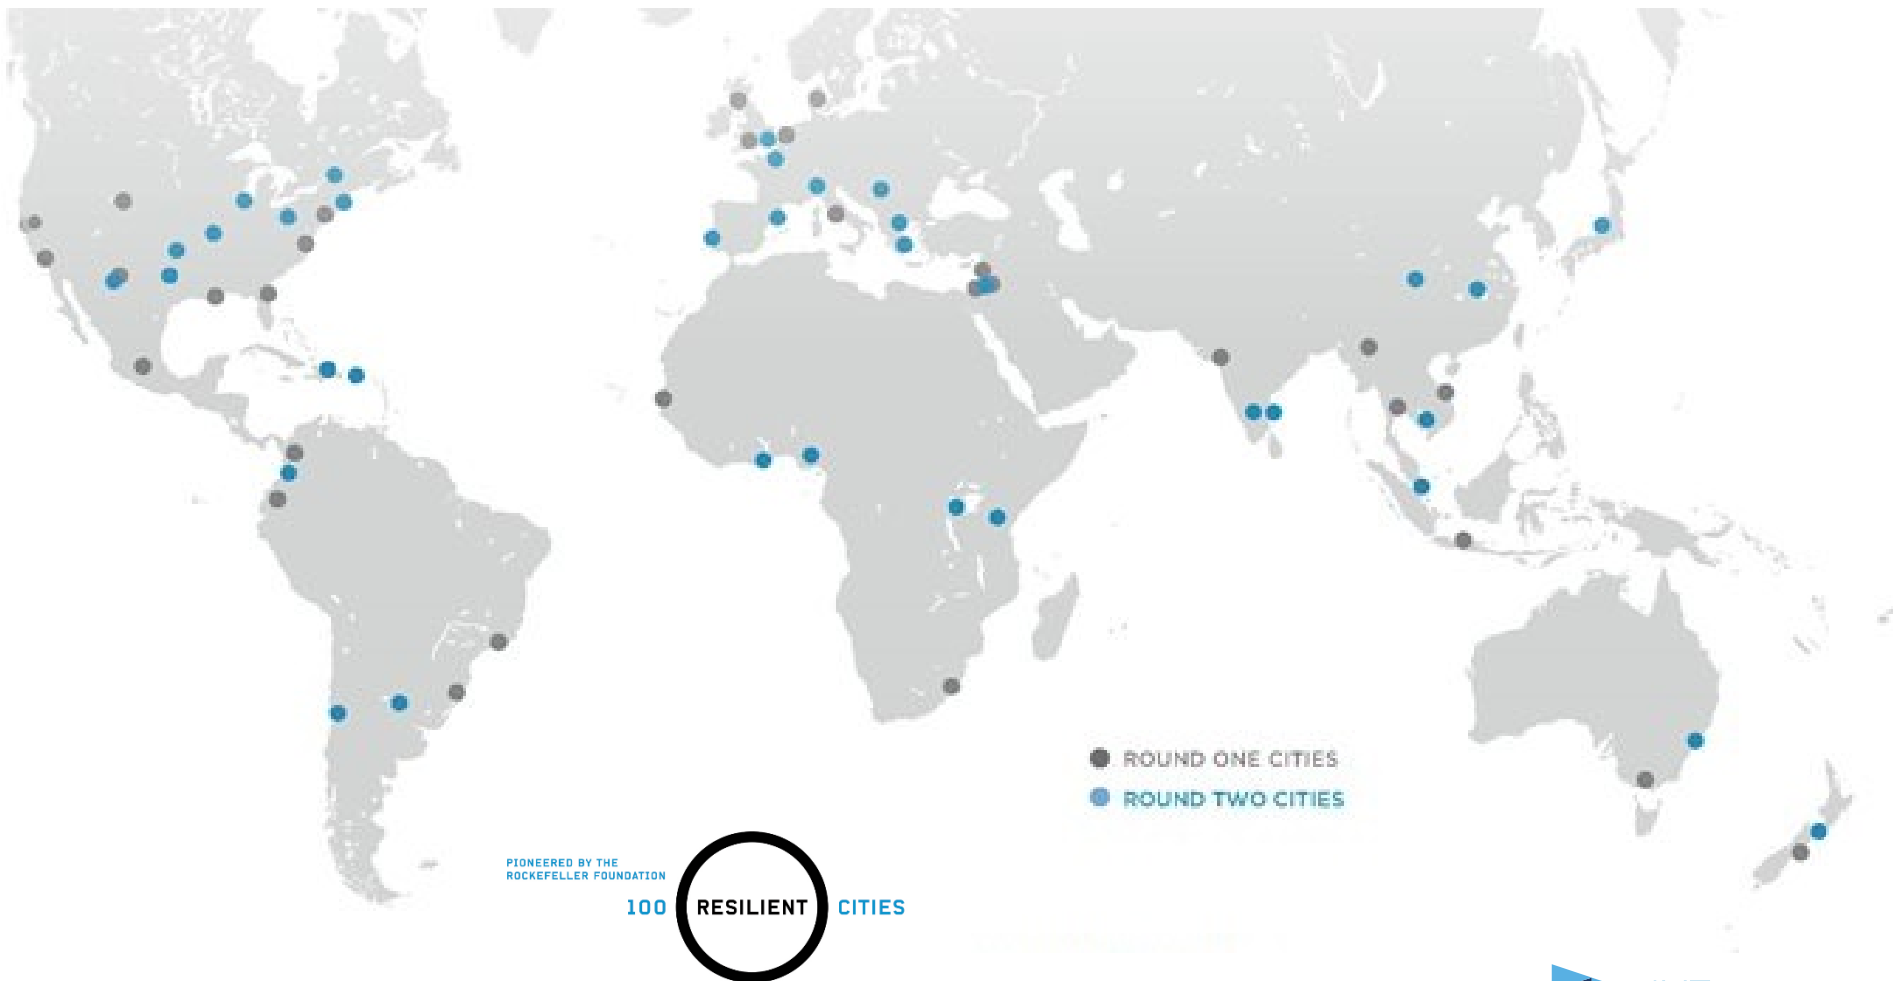 ROUND ONE CITIES
ROUND TWO CITIES
PIONEERED BY THE
ROCKEFELLER FOUNDATION
100 RESILIENT CITIES